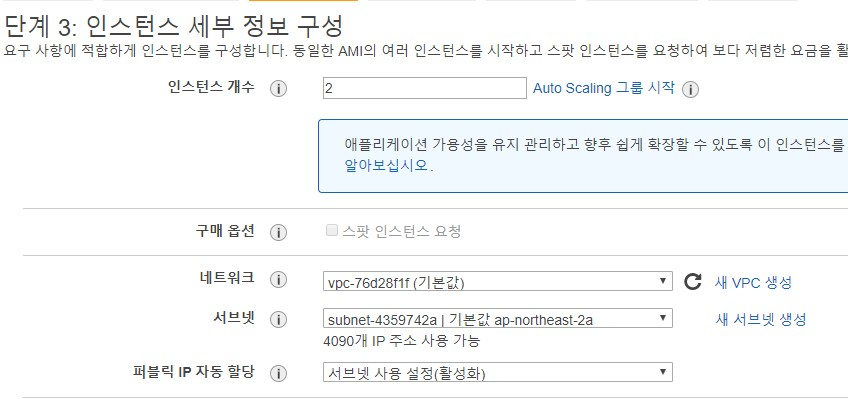 단계 3: 인스턴스 세부 정보 구성
요구 사항에 적합하게 인스턴스를 구성합니다. 동일한 AMI의 여러 인스턴스를 시작하고 스팟 인스턴스를 요청하여 보다 저렴한 요금을 활
인스턴스 개수 i 2 Auto Scaling 그룹 시작 i
애플리케이션 가용성을 유지 관리하고 향후 쉽게 확장할 수 있도록 이 인스턴스를
알아보십시오.
구매 옵션 i 스팟 인스턴스 요청
네트워크 i vpc-76d28f1f (기본값) 새 VPC 생성
서브넷 i subnet-4359742a | 기본값 ap-northeast-2a 새 서브넷 생성
4090개 IP 주소 사용 가능
퍼블릭 IP 자동 할당 i 서브넷 사용 설정(활성화)